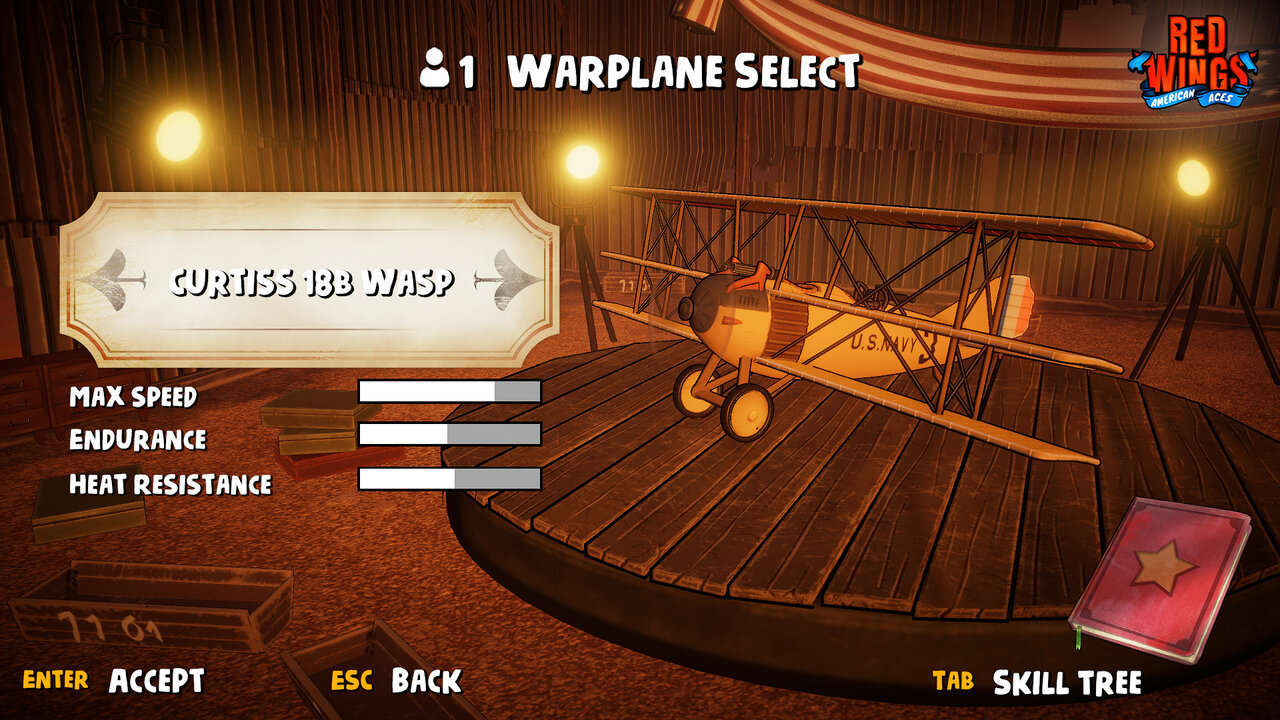 1 WARPLANE SELECT
RED
WINGS
AMERICAN ACES
CURTISS 18B WASP
MAX SPEED
ENDURANCE
HEAT RESISTANCE
U.S.NAVY 3
ENTER ACCEPT
ESC BACK
TAB SKILL TREE